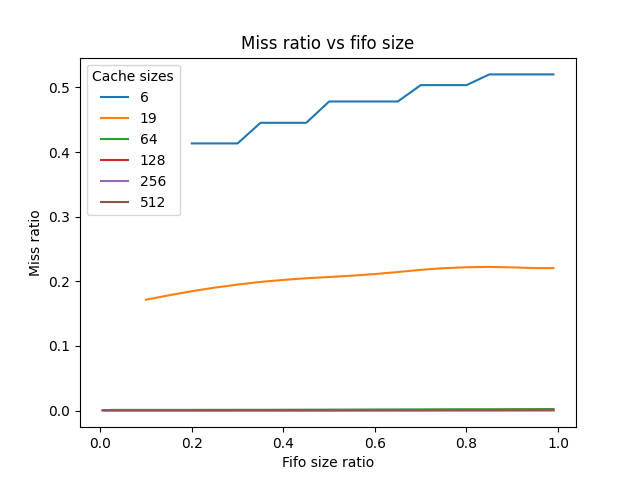 Miss ratio vs fifo size
Cache sizes
6
19
64
128
256
512
Miss ratio
0.5
0.4
0.3
0.2
0.1
0.0
0.0 0.2 0.4 0.6 0.8 1.0
Fifo size ratio